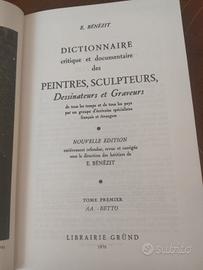 E. BÉNÉZIT
DICTIONNAIRE
critique et documentaire
des
PEINTRES, SCULPTEURS,
Dessinateurs et Graveurs
de tous les temps et de tous les pays
par un groupe d'écrivains spécialistes
français et étrangers
NOUVELLE EDITION
entièrement refondue, revue et corrigée
sous la direction des héritiers de
E. BÉNÉZIT
TOME PREMIER
AA. - BETTO
LIBRAIRIE GRÜND
1976
subito